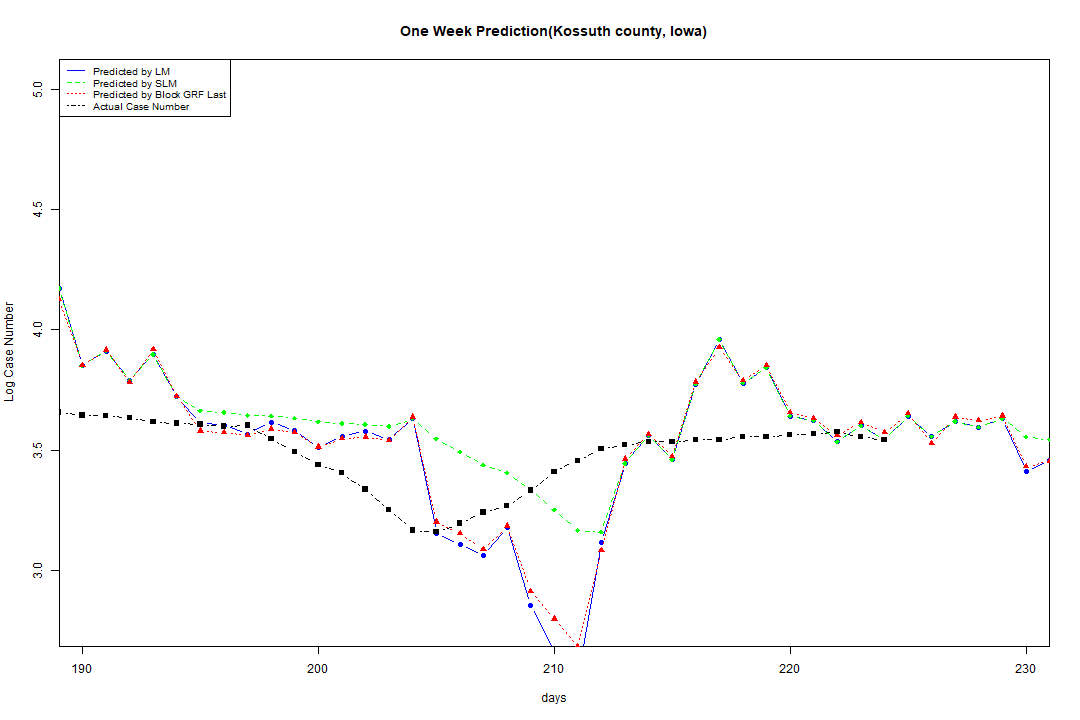 One Week Prediction(Kossuth county, Iowa)
Predicted by LM
Predicted by SLM
Predicted by Block GRF Last
Actual Case Number
5.0
4.5
4.0
3.5
3.0
Log Case Number
190 200 210 220 230
days